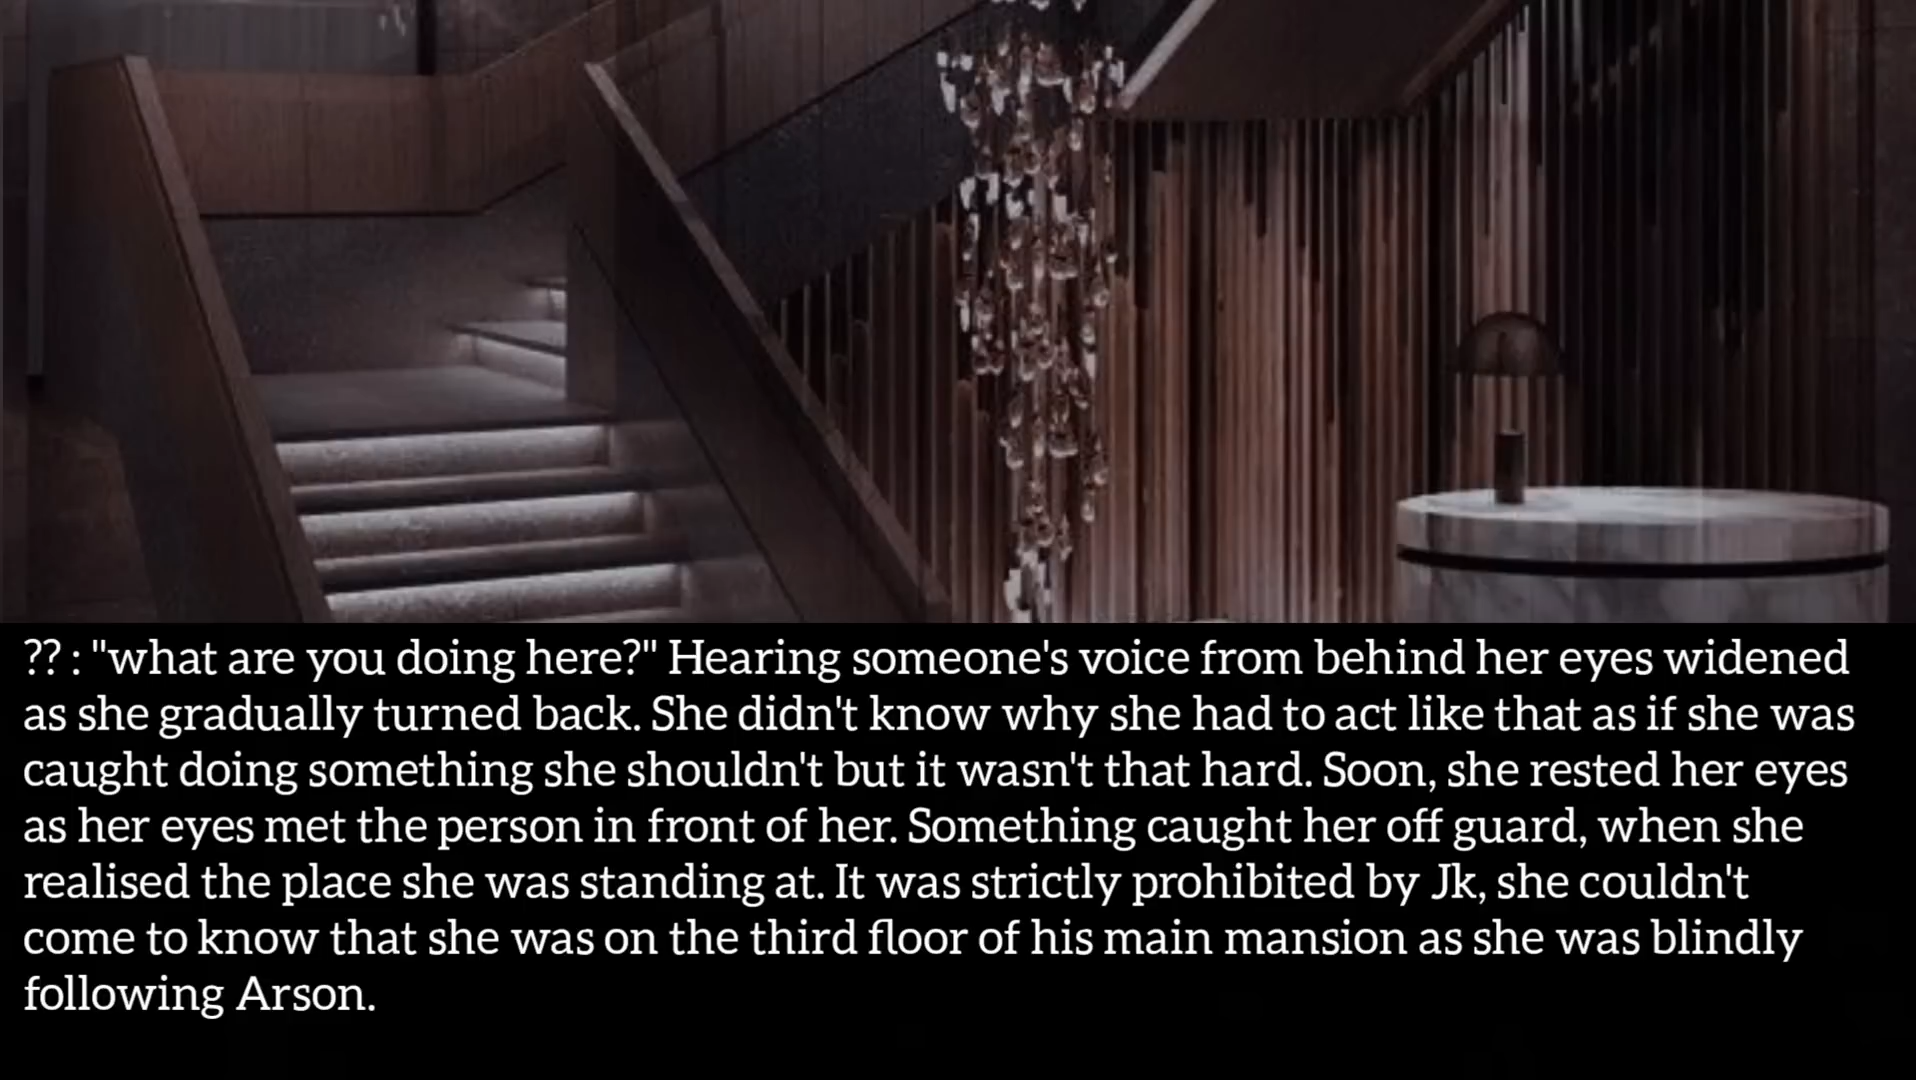 ?? : "what are you doing here?" Hearing someone's voice from behind her eyes widened
as she gradually turned back. She didn't know why she had to act like that as if she was
caught doing something she shouldn't but it wasn't that hard. Soon, she rested her eyes
as her eyes met the person in front of her. Something caught her off guard, when she
realised the place she was standing at. It was strictly prohibited by Jk, she couldn't
come to know that she was on the third floor of his main mansion as she was blindly
following Arson.